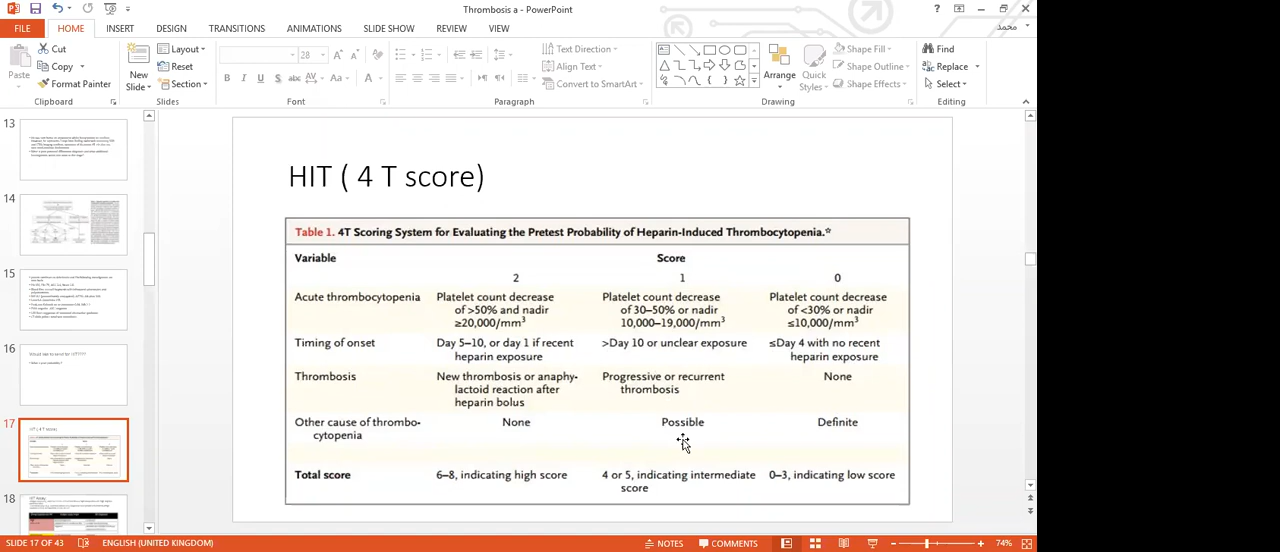 Thrombosis a - PowerPoint
FILE HOME INSERT DESIGN TRANSITIONS ANIMATIONS SLIDE SHOW REVIEW VIEW محمد
Paste
Cut
Copy
Format Painter
Clipboard
New Slide
Layout
Reset
Section
Slides
28
Font
Paragraph
Text Direction
Align Text
Convert to SmartArt
Arrange
Quick Styles
Shape Fill
Shape Outline
Shape Effects
Drawing
Find
Replace
Select
Editing
13
14
15
16
17
HIT ( 4 T score)
18
HIT ( 4 T score)
Table 1. 4T Scoring System for Evaluating the Pretest Probability of Heparin-Induced Thrombocytopenia.☆
Variable Score
2 1 0
Acute thrombocytopenia Platelet count decrease Platelet count decrease Platelet count decrease
of >50% and nadir of 30–50% or nadir of <30% or nadir
≥20,000/mm³ 10,000–19,000/mm³ ≤10,000/mm³
Timing of onset Day 5–10, or day 1 if recent >Day 10 or unclear exposure ≤Day 4 with no recent
heparin exposure heparin exposure
Thrombosis New thrombosis or anaphy- Progressive or recurrent None
lactoid reaction after thrombosis
heparin bolus
Other cause of thrombo- None Possible Definite
cytopenia
Total score 6–8, indicating high score 4 or 5, indicating intermediate 0–3, indicating low score
score
SLIDE 17 OF 43 ENGLISH (UNITED KINGDOM) NOTES COMMENTS 74%